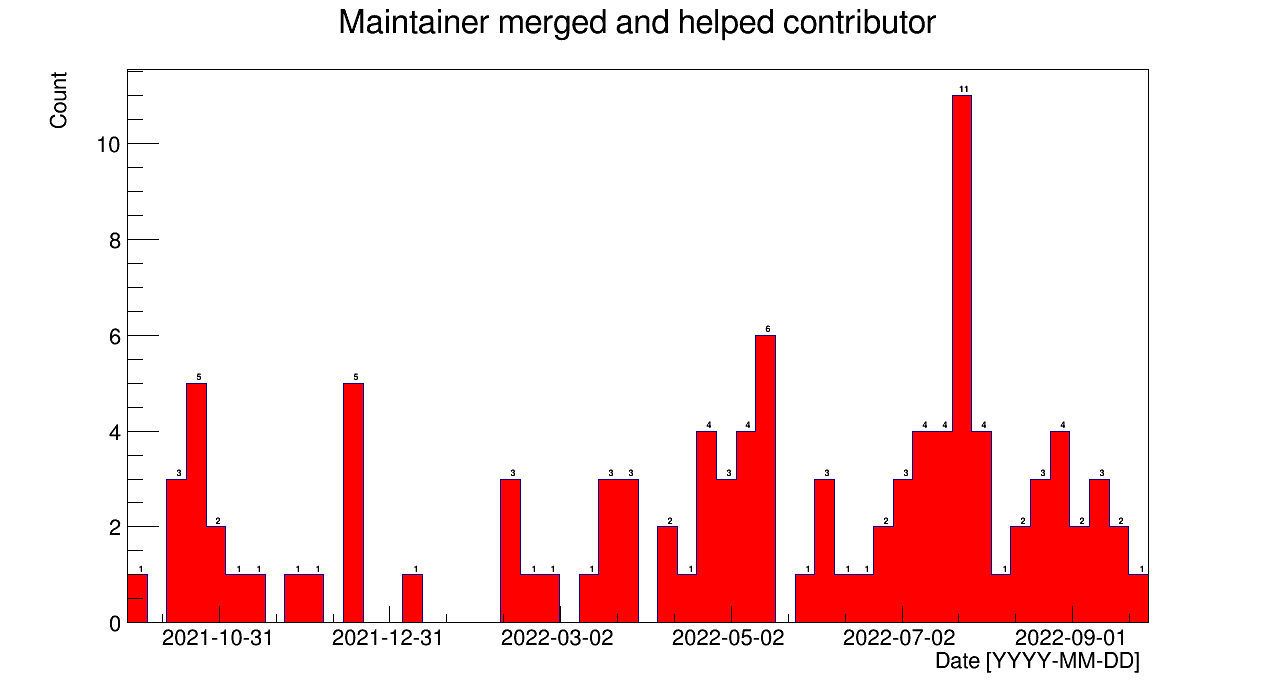 Maintainer merged and helped contributor
Count
11
10
8
6
6
5 5
4 4 4 4 4 4 4
4
3 3 3 3 3 3 3 3 3 3
2 2 2 2 2 2
2
1 1 1 1 1 1 1 1 1 1 1 1 1 1 1 1
0
2021-10-31 2021-12-31 2022-03-02 2022-05-02 2022-07-02 2022-09-01
Date [YYYY-MM-DD]